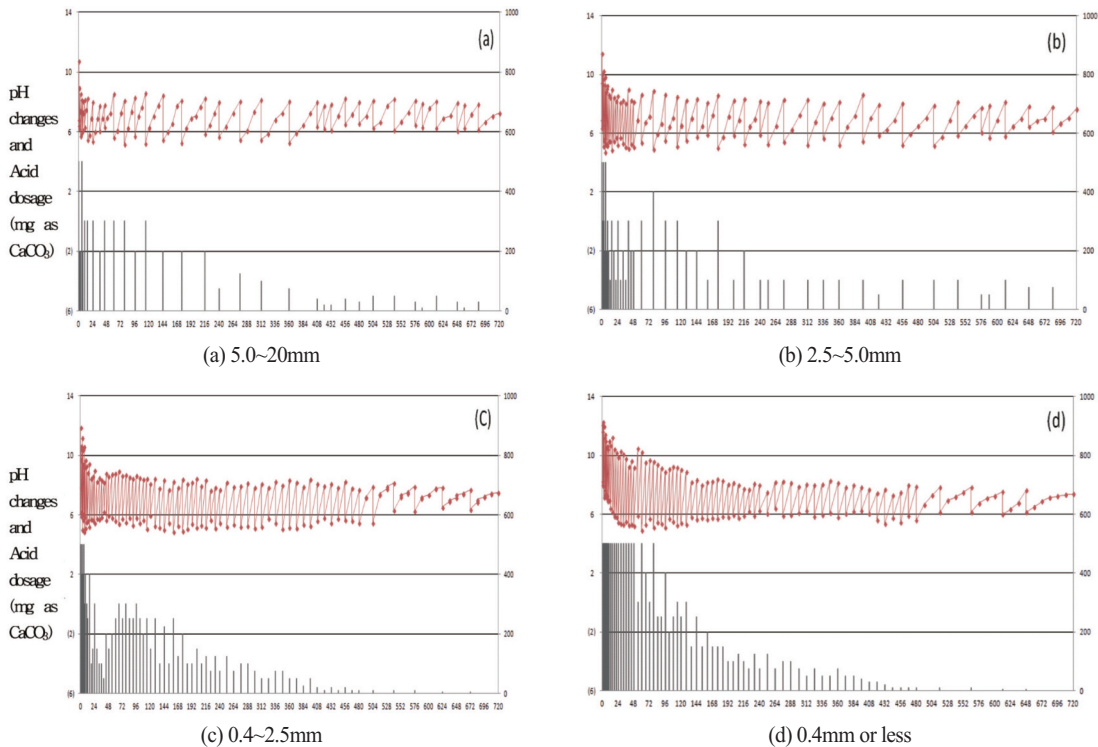 14
1000
(a)
10
800
pH
changes
and
Acid
dosage
(mg as
CaCO₃)
6
600
2
400
(2)
200
(6)
0
0 24 48 72 96 120 144 168 192 216 240 264 288 312 336 360 384 408 432 456 480 504 528 552 576 600 624 648 672 696 720
(a) 5.0~20mm
14
1000
(b)
10
800
6
600
2
400
(2)
200
(6)
0
0 24 48 72 96 120 144 168 192 216 240 264 288 312 336 360 384 408 432 456 480 504 528 552 576 600 624 648 672 696 720
(b) 2.5~5.0mm
14
1000
(C)
10
800
pH
changes
and
Acid
dosage
(mg as
CaCO₃)
6
600
2
400
(2)
200
(6)
0
0 24 48 72 96 120 144 168 192 216 240 264 288 312 336 360 384 408 432 456 480 504 528 552 576 600 624 648 672 696 720
(c) 0.4~2.5mm
14
1000
(d)
10
800
6
600
2
400
(2)
200
(6)
0
0 24 48 72 96 120 144 168 192 216 240 264 288 312 336 360 384 408 432 456 480 504 528 552 576 600 624 648 672 696 720
(d) 0.4mm or less